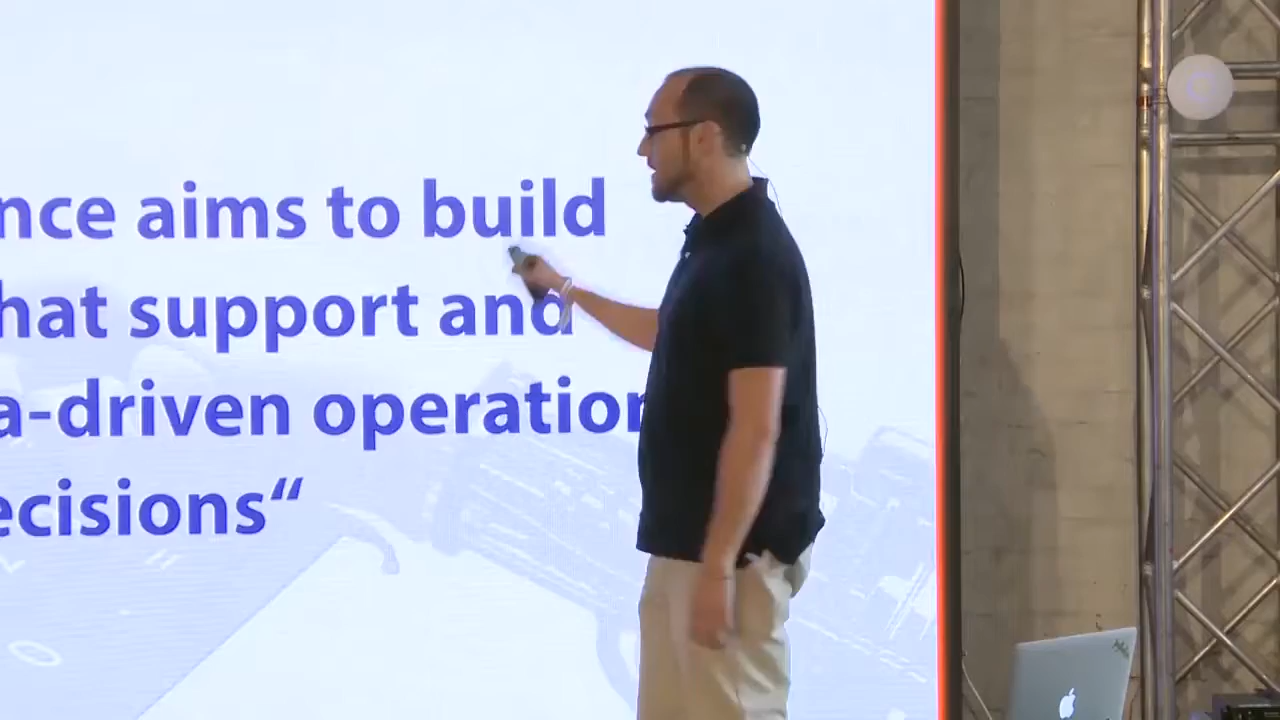 nce aims to build
hat support and
a-driven operation
ecisions“